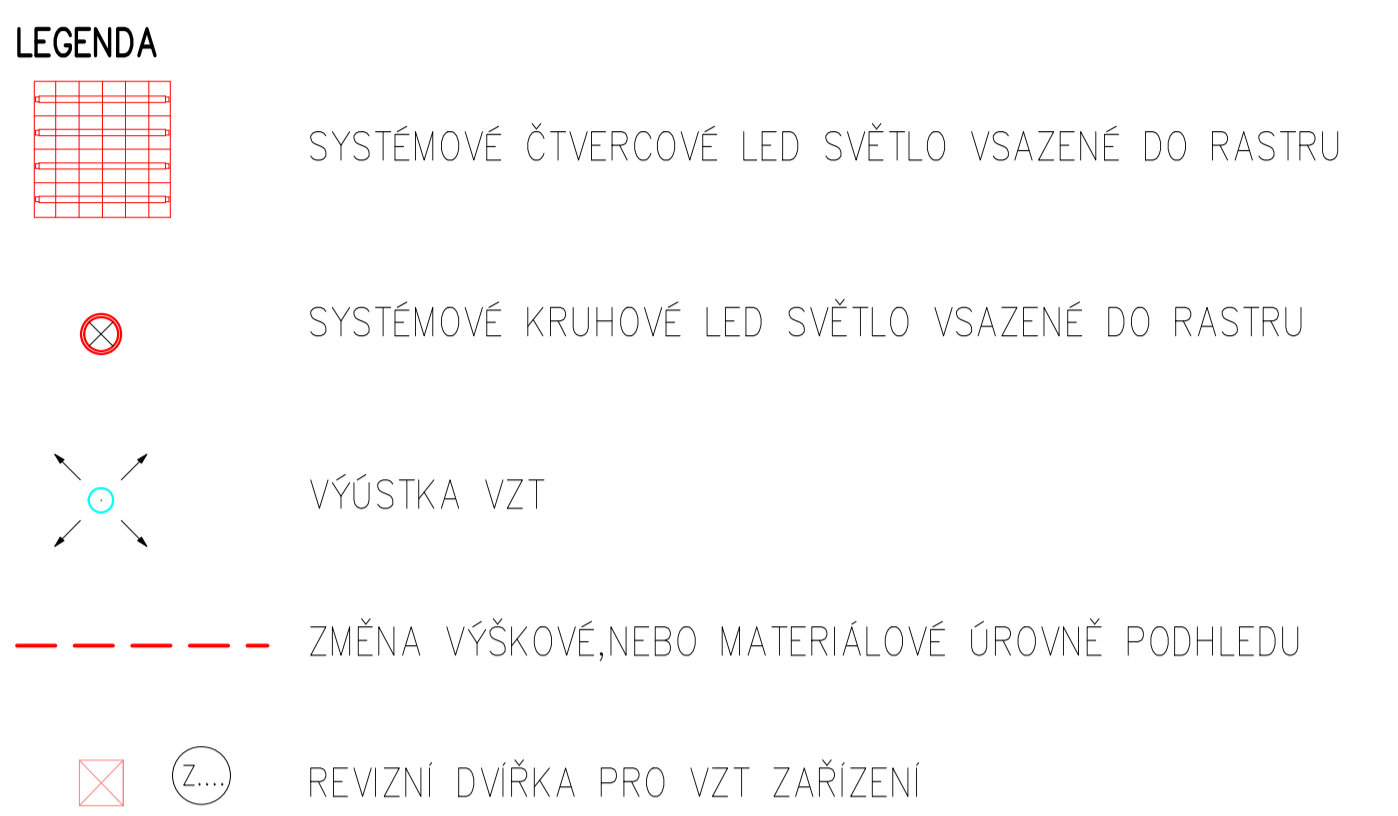 LEGENDA
SYSTÉMOVÉ ČTVERCOVÉ LED SVĚTLO VSAZENÉ DO RASTRU
SYSTÉMOVÉ KRUHOVÉ LED SVĚTLO VSAZENÉ DO RASTRU
VÝÚSTKA VZT
ZMĚNA VÝŠKOVÉ,NEBO MATERIÁLOVÉ ÚROVNĚ PODHLEDU
Z.... REVIZNÍ DVÍŘKA PRO VZT ZAŘÍZENÍ